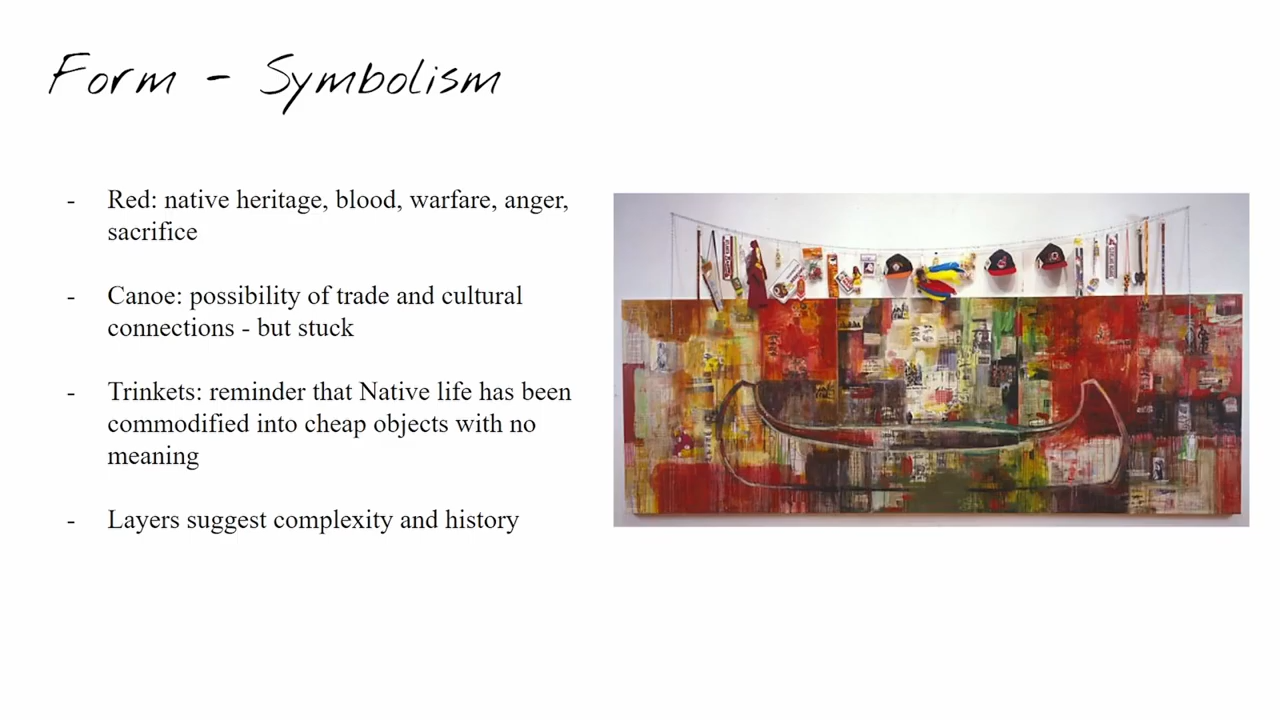 Form - Symbolism
- Red: native heritage, blood, warfare, anger,
sacrifice
- Canoe: possibility of trade and cultural
connections - but stuck
- Trinkets: reminder that Native life has been
commodified into cheap objects with no
meaning
- Layers suggest complexity and history